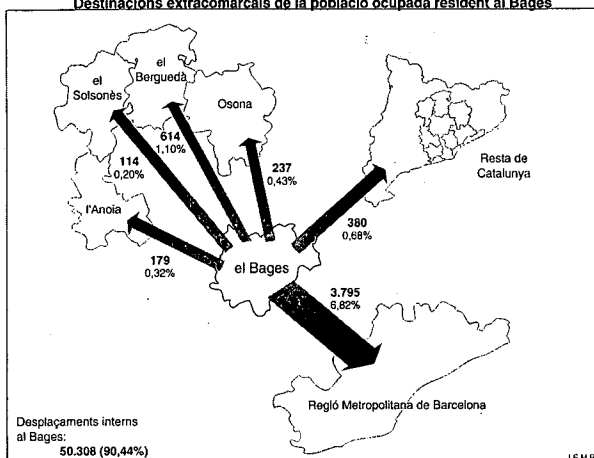 Destinacions extracomarcals de la població ocupada resident al Bages
el
Solsonès
el
Berguedà
Osona
614
1,10%
114
0,20%
237
0,43%
Resta de
Catalunya
l'Anoia
380
0,68%
179
0,32%
el Bages
3.795
6,82%
Regió Metropolitana de Barcelona
Desplaçaments interns
al Bages:
50.308 (90,44%)